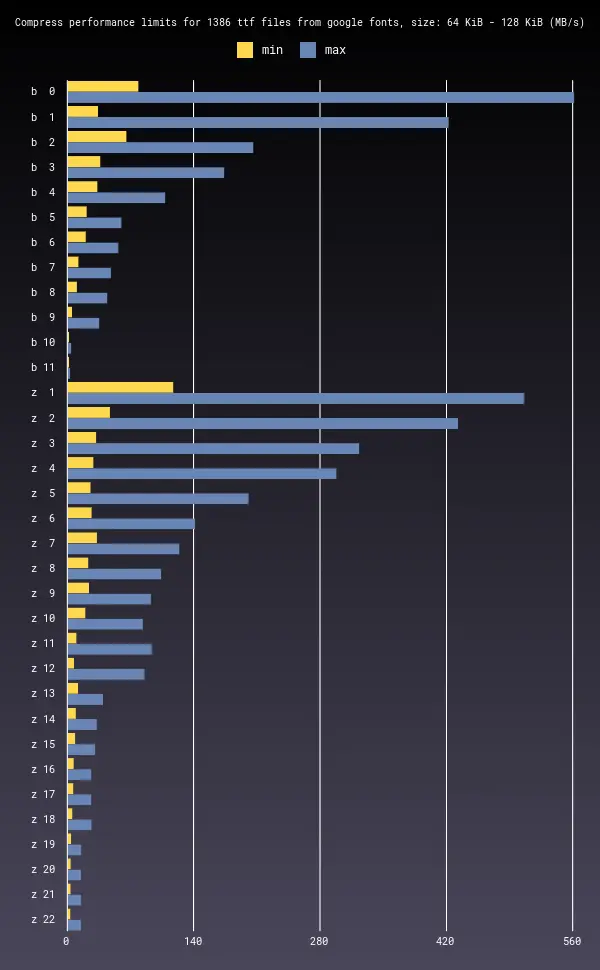 Compress performance limits for 1386 ttf files from google fonts, size: 64 KiB - 128 KiB (MB/s)
min max
b 0
b 1
b 2
b 3
b 4
b 5
b 6
b 7
b 8
b 9
b 10
b 11
z 1
z 2
z 3
z 4
z 5
z 6
z 7
z 8
z 9
z 10
z 11
z 12
z 13
z 14
z 15
z 16
z 17
z 18
z 19
z 20
z 21
z 22
0 140 280 420 560